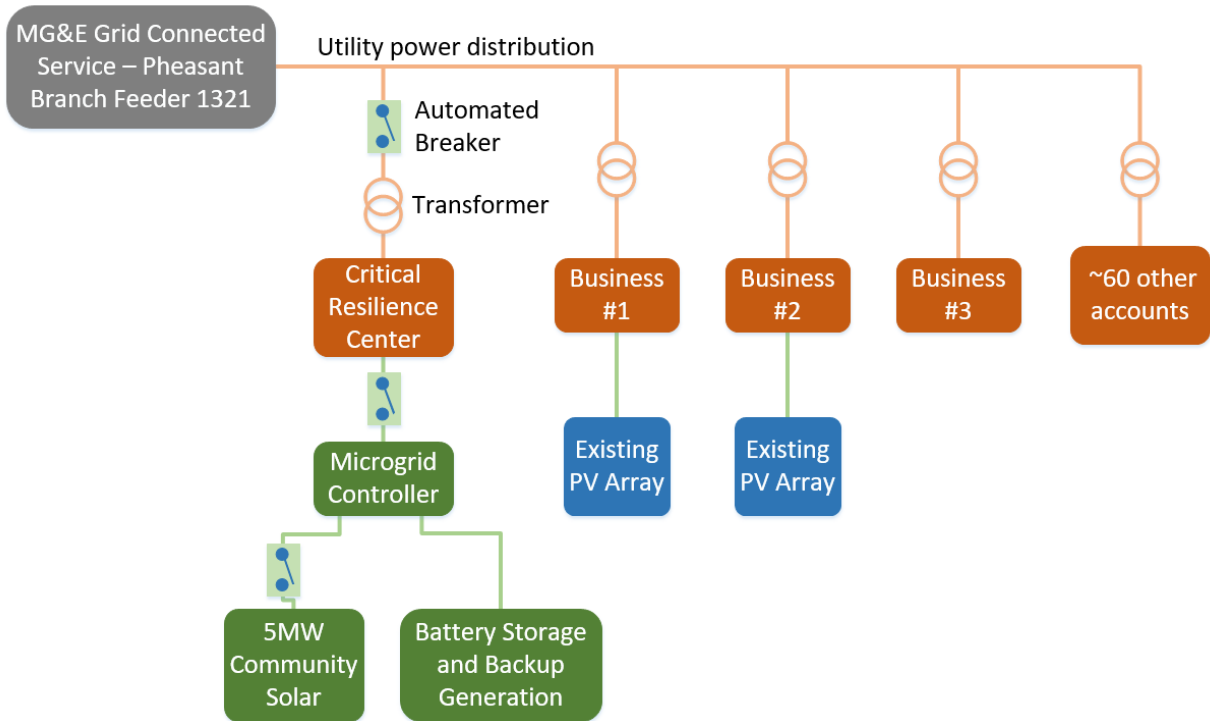 MG&E Grid Connected
Service – Pheasant
Branch Feeder 1321
Utility power distribution
Automated
Breaker
Transformer
Critical
Resilience
Center
Business
#1
Business
#2
Business
#3
~60 other
accounts
Microgrid
Controller
Existing
PV Array
Existing
PV Array
5MW
Community
Solar
Battery Storage
and Backup
Generation